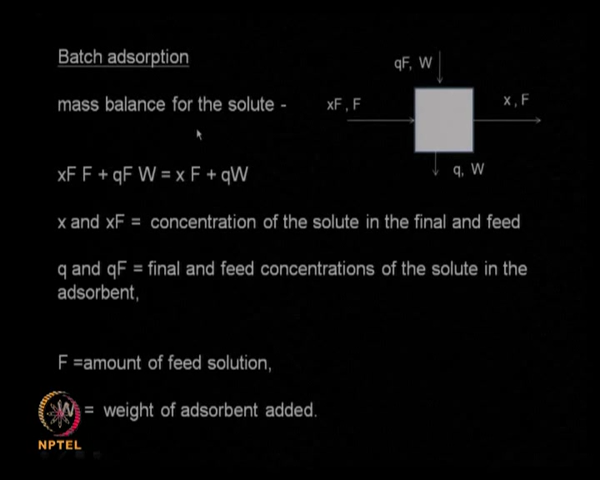 Batch adsorption
qF, W
mass balance for the solute -
xF , F
x , F
xF F + qF W = x F + qW
q, W
x and xF = concentration of the solute in the final and feed
q and qF = final and feed concentrations of the solute in the
adsorbent,
F =amount of feed solution,
W = weight of adsorbent added.
NPTEL